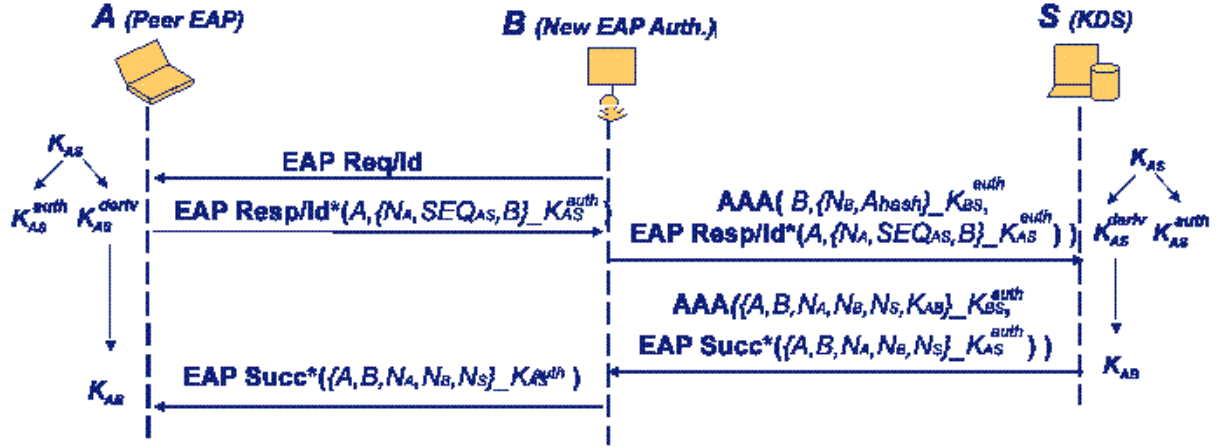 A (Peer EAP)
B (New EAP Auth.)
S (KDS)
K_AS
K_AS^auth K_AS^deriv
K_AB
EAP Req/Id
EAP Resp/Id*(A,{N_A,SEQ_AS,B}_K_AS^auth)
AAA( B,{N_B,A_hash}_K_BS^auth,
EAP Resp/Id*(A,{N_A,SEQ_AS,B}_K_AS^auth) )
AAA({A,B,N_A,N_B,N_S,K_AB}_K_BS^auth,
EAP Succ*({A,B,N_A,N_B,N_S}_K_AS^auth) )
EAP Succ*({A,B,N_A,N_B,N_S}_K_AS^auth )
K_AS
K_AS^deriv K_AS^auth
K_AB